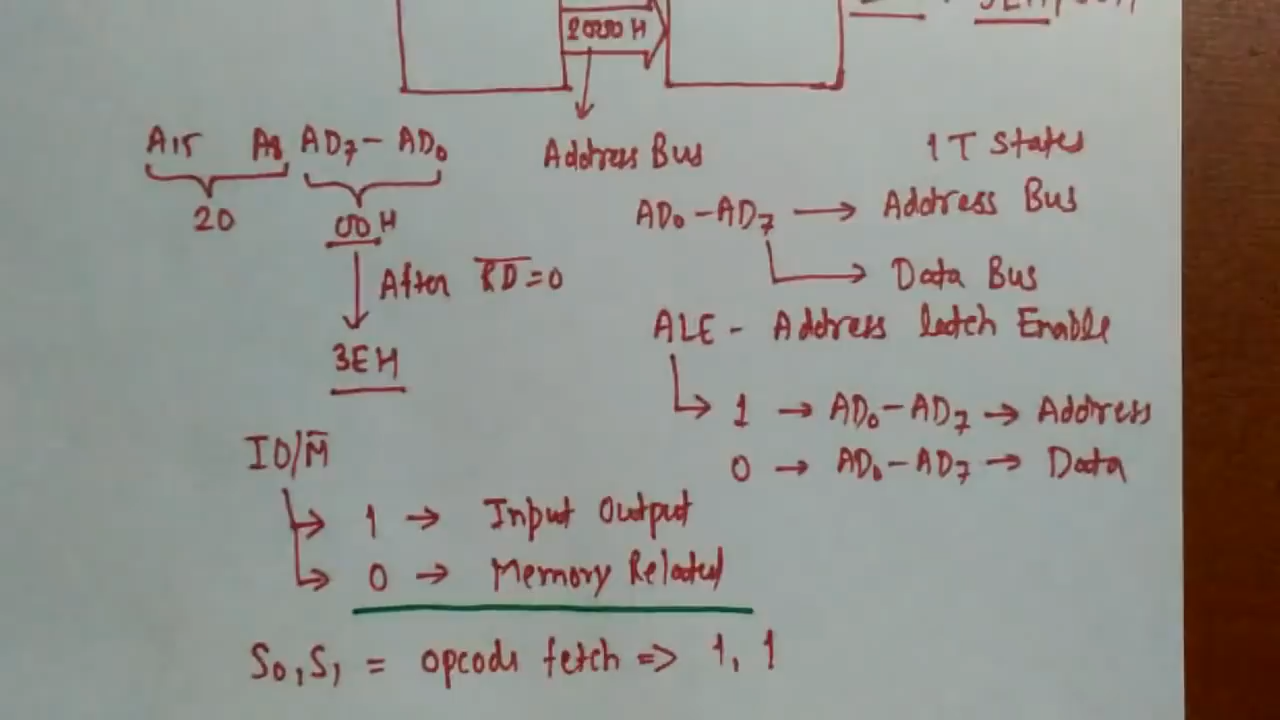 2000 H
A15 A8 AD7 - AD0
20 00 H
After RD = 0
3EH
Address Bus
1 T States
AD0 - AD7 → Address Bus
→ Data Bus
ALE - Address latch Enable
→ 1 → AD0 - AD7 → Address
0 → AD0 - AD7 → Data
IO/M̅
→ 1 → Input Output
→ 0 → Memory Related
S0, S1 = opcode fetch => 1, 1